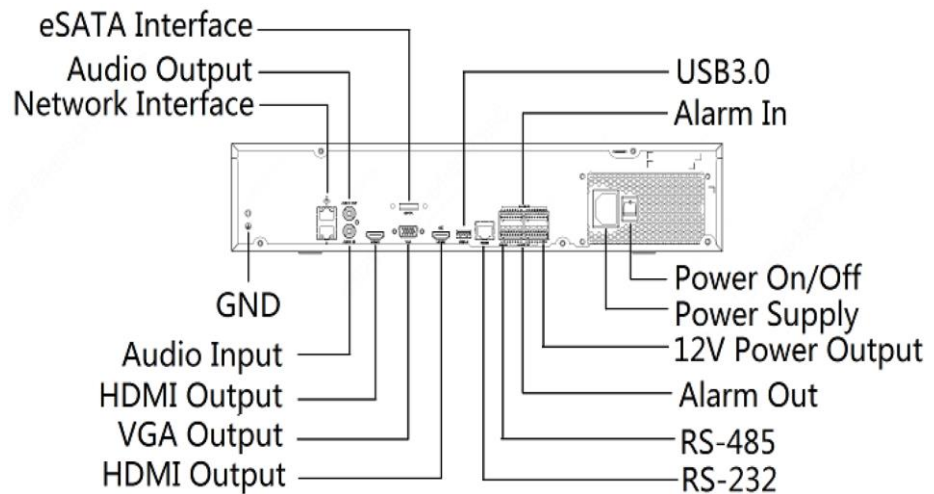 eSATA Interface
Audio Output
Network Interface
USB3.0
Alarm In
GND
Audio Input
HDMI Output
VGA Output
HDMI Output
Power On/Off
Power Supply
12V Power Output
Alarm Out
RS-485
RS-232